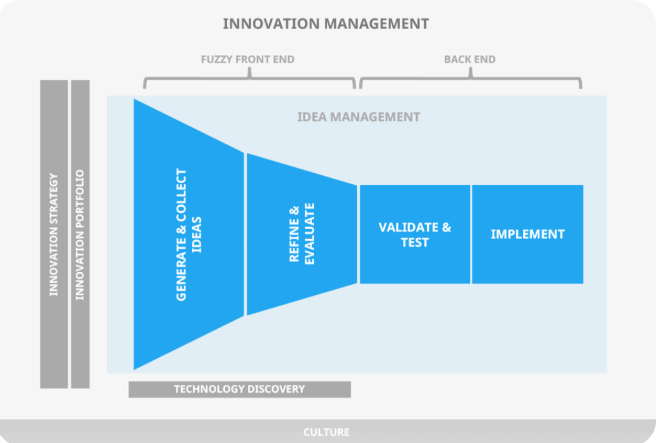 INNOVATION MANAGEMENT
FUZZY FRONT END
BACK END
IDEA MANAGEMENT
INNOVATION STRATEGY
INNOVATION PORTFOLIO
GENERATE & COLLECT
IDEAS
REFINE &
EVALUATE
VALIDATE &
TEST
IMPLEMENT
TECHNOLOGY DISCOVERY
CULTURE